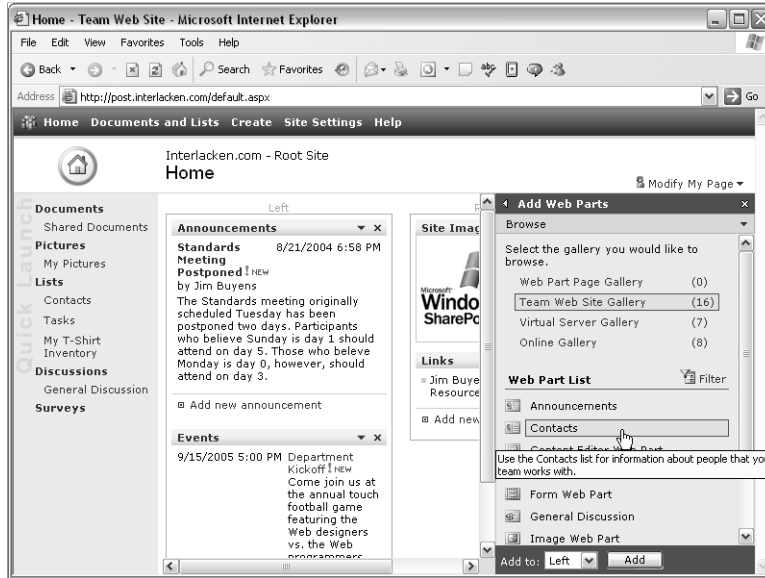 Home - Team Web Site - Microsoft Internet Explorer
File Edit View Favorites Tools Help
Back Search Favorites
Address http://post.interlacken.com/default.aspx Go
Home Documents and Lists Create Site Settings Help
Interlacken.com - Root Site
Home
Modify My Page
Quick Launch
Documents
Shared Documents
Pictures
My Pictures
Lists
Contacts
Tasks
My T-Shirt
Inventory
Discussions
General Discussion
Surveys
Left
Announcements
Standards 8/21/2004 6:58 PM
Meeting
Postponed ! NEW
by Jim Buyens
The Standards meeting originally
scheduled Tuesday has been
postponed two days. Participants
who believe Sunday is day 1 should
attend on day 5. Those who beleve
Monday is day 0, however, should
attend on day 3.
Add new announcement
Events
9/15/2005 5:00 PM Department
Kickoff ! NEW
Come join us at
the annual touch
football game
featuring the
Web designers
vs. the Web
programmers
Site Imag
Microsoft
Windo
SharePo
Links
Jim Buye
Resource
Add new
Add Web Parts
Browse
Select the gallery you would like to
browse.
Web Part Page Gallery (0)
Team Web Site Gallery (16)
Virtual Server Gallery (7)
Online Gallery (8)
Web Part List Filter
Announcements
Contacts
Content Editor Web Part
Use the Contacts list for information about people that you
team works with.
Form Web Part
General Discussion
Image Web Part
Add to: Left Add